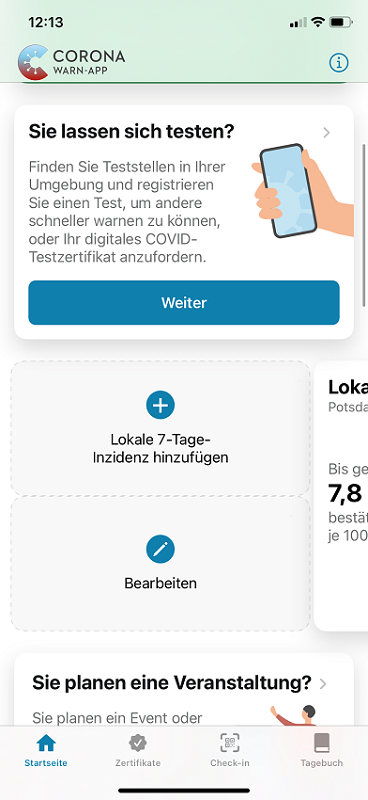 12:13
CORONA
WARN-APP
Sie lassen sich testen?
Finden Sie Teststellen in Ihrer
Umgebung und registrieren
Sie einen Test, um andere
schneller warnen zu können,
oder Ihr digitales COVID-
Testzertifikat anzufordern.
Weiter
Lokale 7-Tage-
Inzidenz hinzufügen
Bearbeiten
Loka
Potsda
Bis ge
7,8
bestät
je 100
Sie planen eine Veranstaltung?
Sie planen ein Event oder
Startseite
Zertifikate
Check-in
Tagebuch